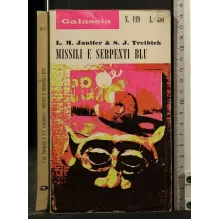 Galassia N. 119 L. 300
L. M. Janifer & S. J. Treibich
MISSILI E SERPENTI BLU